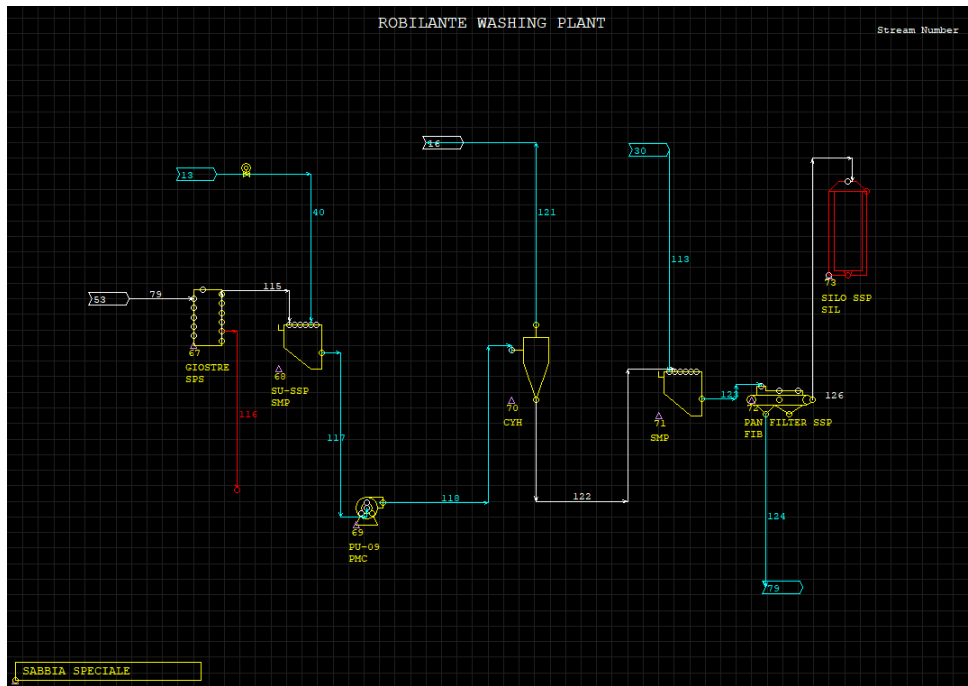 ROBILANTE WASHING PLANT
Stream Number
16
30
13
40
121
113
53
79
115
73
SILO SSP
SIL
67
GIOSTRE
SPS
68
SU-SSP
SMP
116
117
70
CYH
71
SMP
123
72
PAN FILTER SSP
FIB
126
118
122
124
69
PU-09
PMC
79
SABBIA SPECIALE